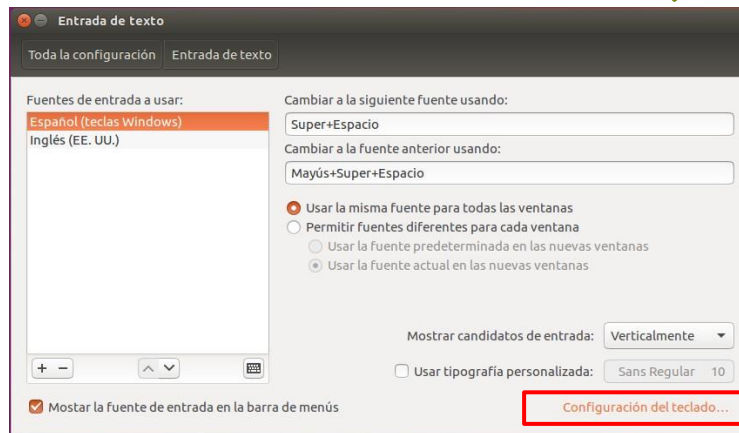 Entrada de texto
Toda la configuración Entrada de texto
Fuentes de entrada a usar:
Español (teclas Windows)
Inglés (EE. UU.)
Cambiar a la siguiente fuente usando:
Super+Espacio
Cambiar a la fuente anterior usando:
Mayús+Super+Espacio
Usar la misma fuente para todas las ventanas
Permitir fuentes diferentes para cada ventana
Usar la fuente predeterminada en las nuevas ventanas
Usar la fuente actual en las nuevas ventanas
Mostrar candidatos de entrada: Verticalmente
Usar tipografía personalizada: Sans Regular 10
Mostar la fuente de entrada en la barra de menús
Configuración del teclado...